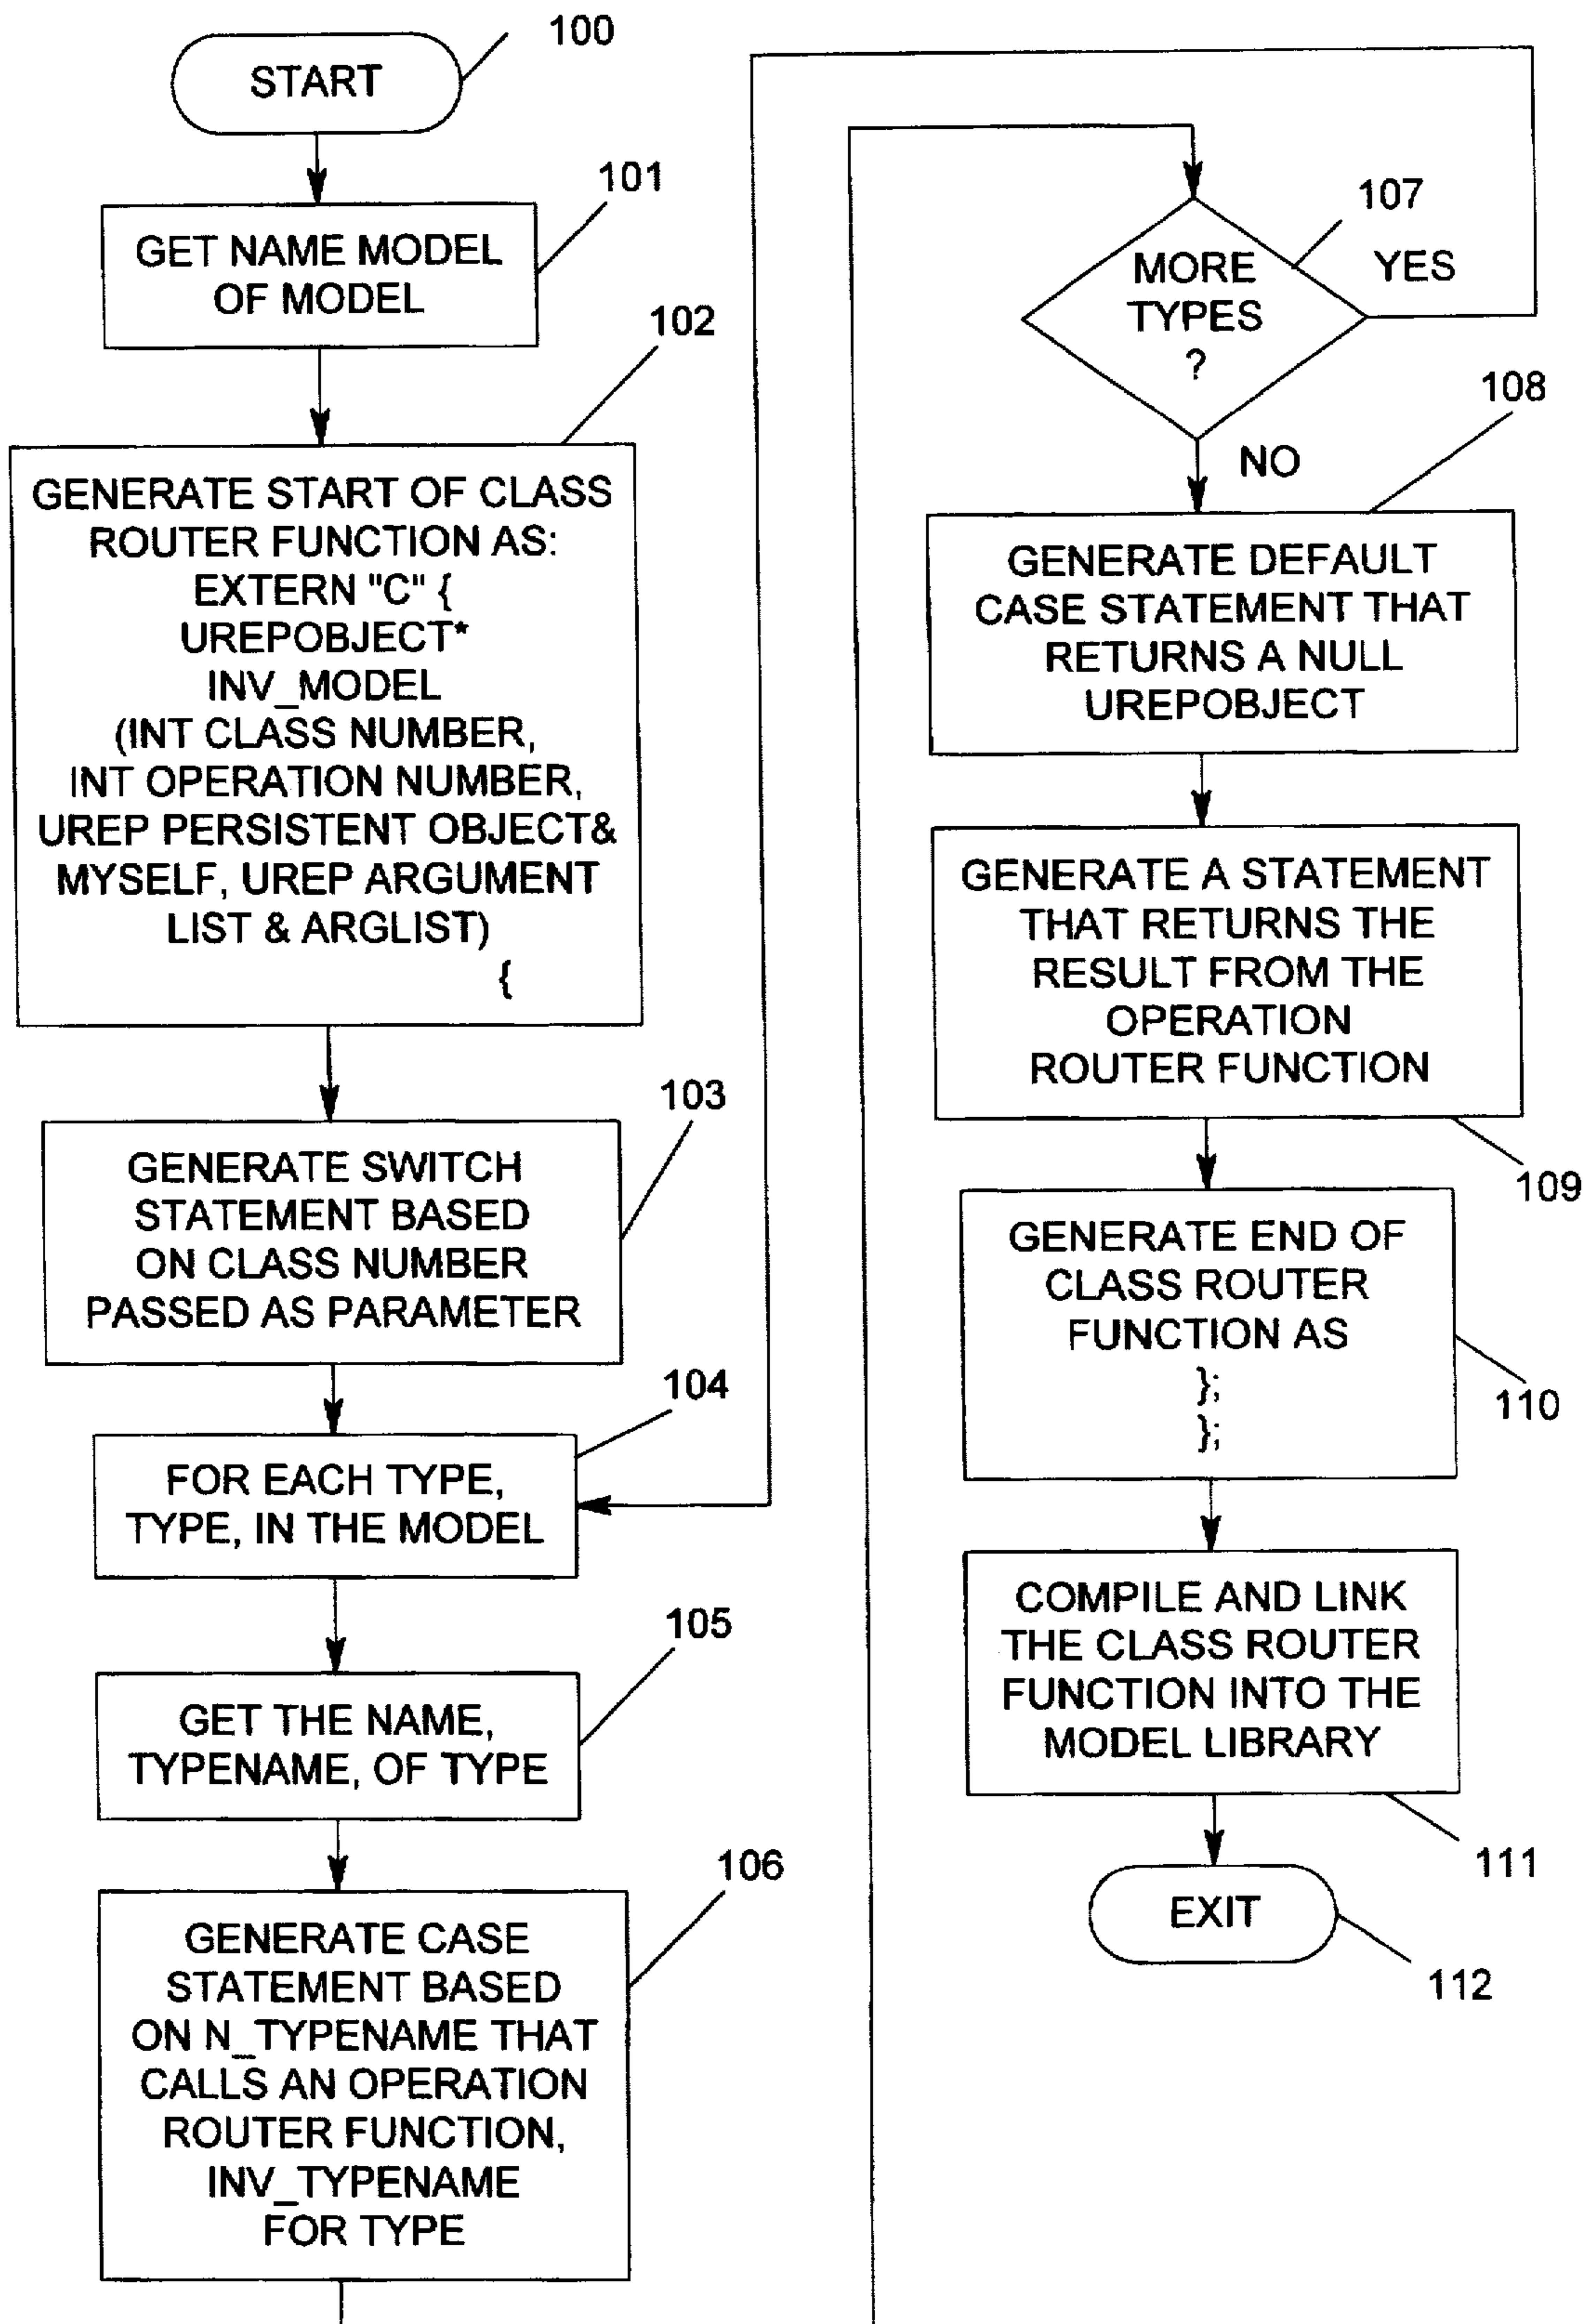 100
START
101
GET NAME MODEL
OF MODEL
102
GENERATE START OF CLASS
ROUTER FUNCTION AS:
EXTERN "C" {
UREPOBJECT*
INV_MODEL
(INT CLASS NUMBER,
INT OPERATION NUMBER,
UREP PERSISTENT OBJECT&
MYSELF, UREP ARGUMENT
LIST & ARGLIST)
{
103
GENERATE SWITCH
STATEMENT BASED
ON CLASS NUMBER
PASSED AS PARAMETER
104
FOR EACH TYPE,
TYPE, IN THE MODEL
105
GET THE NAME,
TYPENAME, OF TYPE
106
GENERATE CASE
STATEMENT BASED
ON N_TYPENAME THAT
CALLS AN OPERATION
ROUTER FUNCTION,
INV_TYPENAME
FOR TYPE
107
MORE
TYPES
?
YES
NO
108
GENERATE DEFAULT
CASE STATEMENT THAT
RETURNS A NULL
UREPOBJECT
GENERATE A STATEMENT
THAT RETURNS THE
RESULT FROM THE
OPERATION
ROUTER FUNCTION
109
GENERATE END OF
CLASS ROUTER
FUNCTION AS
};
};
110
COMPILE AND LINK
THE CLASS ROUTER
FUNCTION INTO THE
MODEL LIBRARY
111
EXIT
112